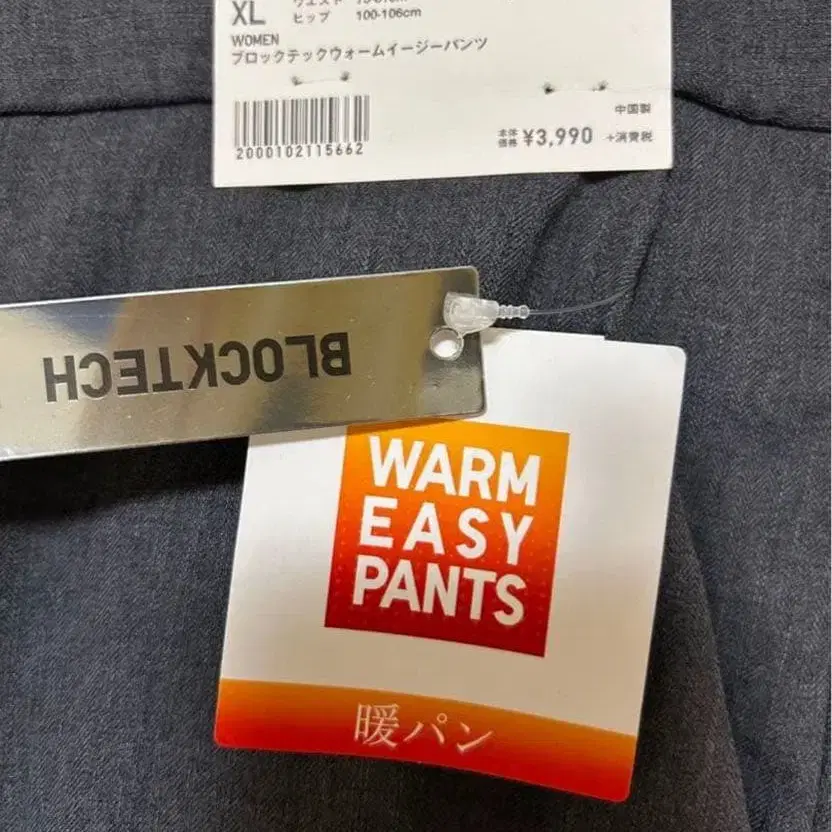 XL
ヒップ 100-106cm
WOMEN
ブロックテックウォームイージーパンツ
2000102115662
中国製
本体価格 ¥3,990 +消費税
BLOCKTECH
WARM
EASY
PANTS
暖パン